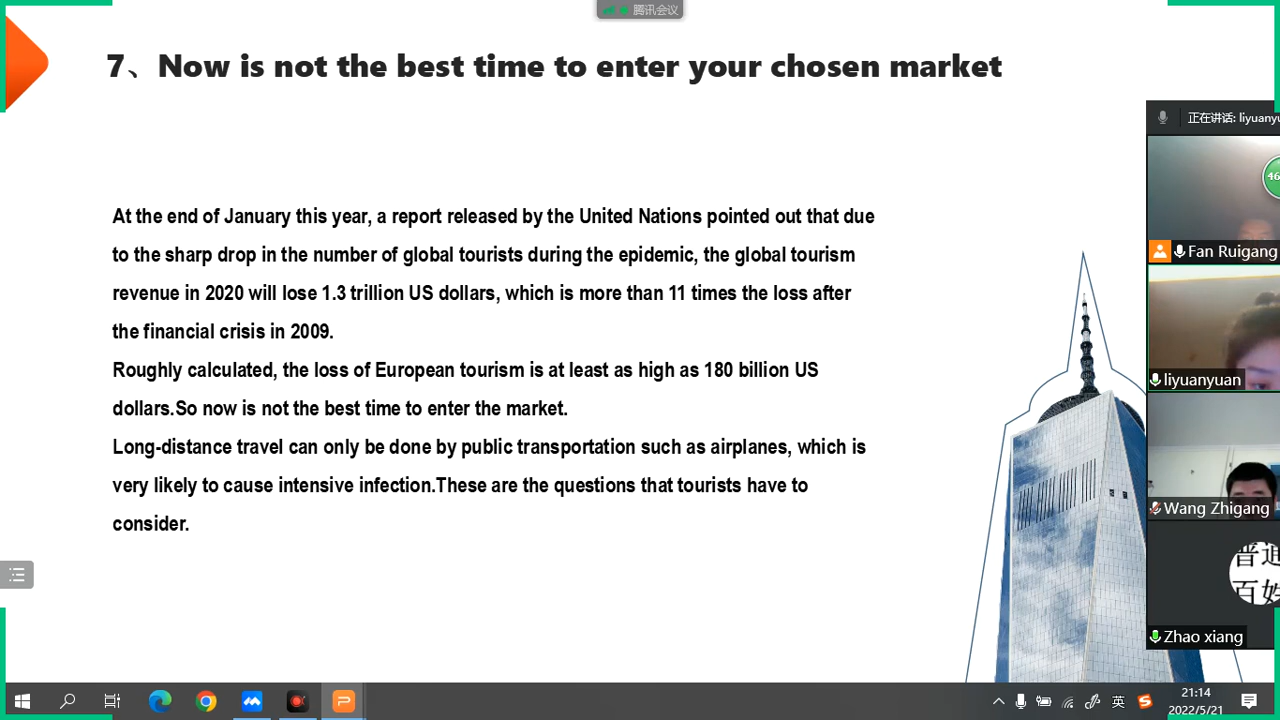 腾讯会议
7、Now is not the best time to enter your chosen market
正在讲话: liyuanyu
46
At the end of January this year, a report released by the United Nations pointed out that due
to the sharp drop in the number of global tourists during the epidemic, the global tourism
revenue in 2020 will lose 1.3 trillion US dollars, which is more than 11 times the loss after
the financial crisis in 2009.
Roughly calculated, the loss of European tourism is at least as high as 180 billion US
dollars.So now is not the best time to enter the market.
Long-distance travel can only be done by public transportation such as airplanes, which is
very likely to cause intensive infection.These are the questions that tourists have to
consider.
Fan Ruigang
liyuanyuan
Wang Zhigang
普通
百姓
Zhao xiang
英
21:14
2022/5/21